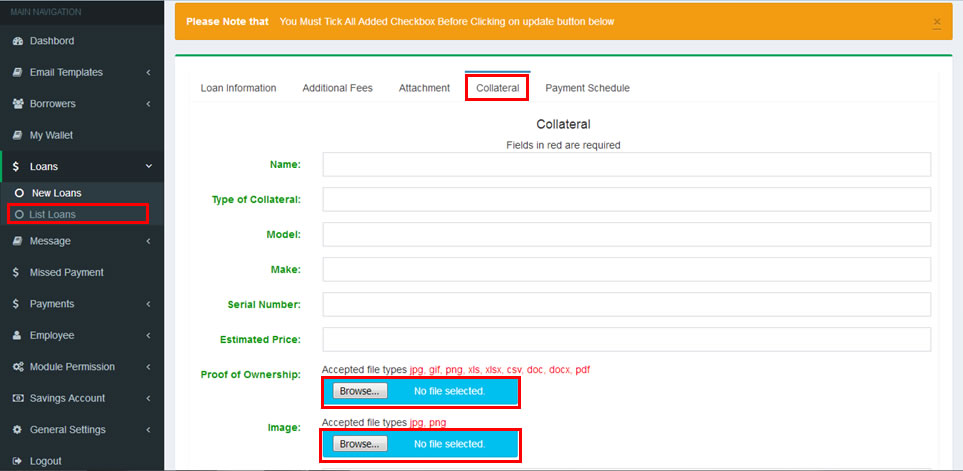 MAIN NAVIGATION
Dashbord
Email Templates
Borrowers
My Wallet
Loans
New Loans
List Loans
Message
Missed Payment
Payments
Employee
Module Permission
Savings Account
General Settings
Logout
Please Note that You Must Tick All Added Checkbox Before Clicking on update button below ×
Loan Information Additional Fees Attachment Collateral Payment Schedule
Collateral
Fields in red are required
Name:
Type of Collateral:
Model:
Make:
Serial Number:
Estimated Price:
Proof of Ownership: Accepted file types jpg, gif, png, xls, xlsx, csv, doc, docx, pdf
Browse... No file selected.
Image: Accepted file types jpg, png
Browse... No file selected.